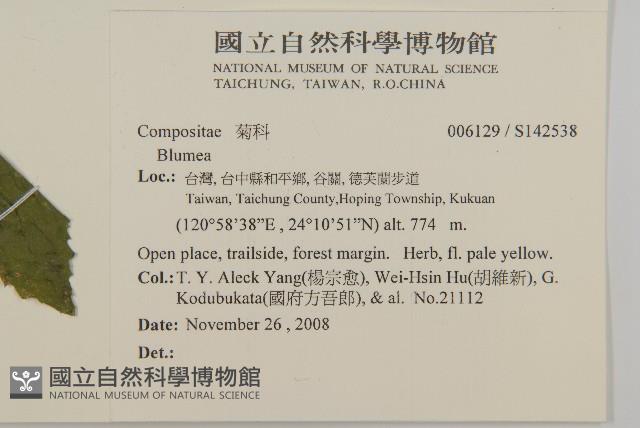 國立自然科學博物館
NATIONAL MUSEUM OF NATURAL SCIENCE
TAICHUNG, TAIWAN, R.O.CHINA
Compositae 菊科 006129 / S142538
Blumea
Loc.: 台灣, 台中縣和平鄉, 谷關, 德芙蘭步道
Taiwan, Taichung County,Hoping Township, Kukuan
(120°58'38”E , 24°10'51”N) alt. 774 m.
Open place, trailside, forest margin. Herb, fl. pale yellow.
Col.: T. Y. Aleck Yang(楊宗愈), Wei-Hsin Hu(胡維新), G.
Kodubukata(國府方吾郎), & al. No.21112
Date: November 26 , 2008
Det.:
國立自然科學博物館
NATIONAL MUSEUM OF NATURAL SCIENCE